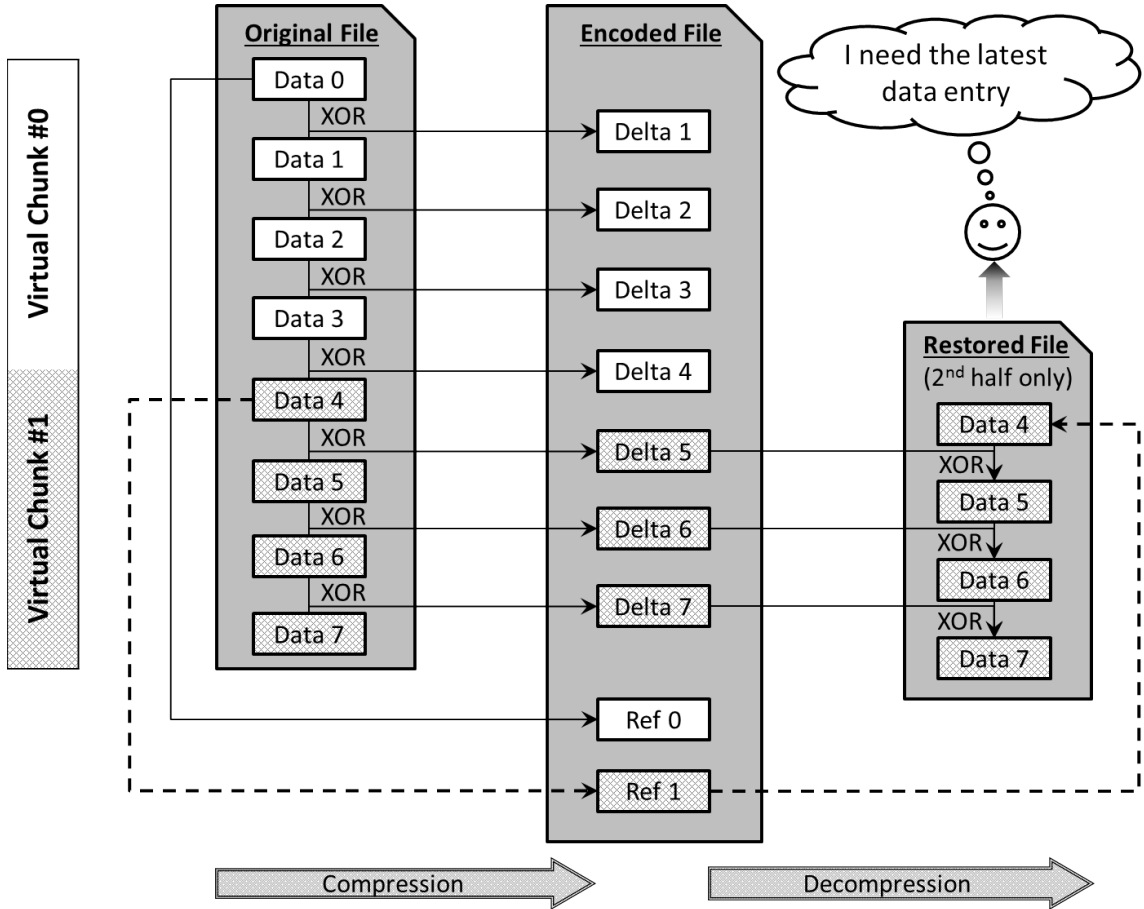 Virtual Chunk #0
Virtual Chunk #1
Original File
Data 0
XOR
Data 1
XOR
Data 2
XOR
Data 3
XOR
Data 4
XOR
Data 5
XOR
Data 6
XOR
Data 7
Encoded File
Delta 1
Delta 2
Delta 3
Delta 4
Delta 5
Delta 6
Delta 7
Ref 0
Ref 1
I need the latest
data entry
Restored File
(2nd half only)
Data 4
XOR
Data 5
XOR
Data 6
XOR
Data 7
Compression
Decompression